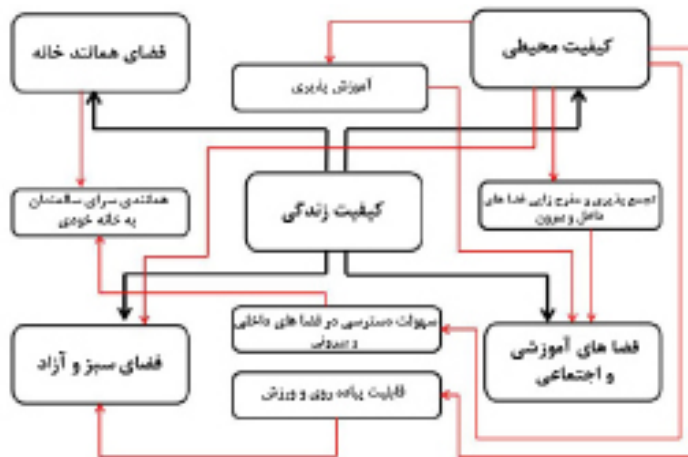 فضای همانند خانه
کیفیت محیطی
آموزش پذیری
همانندی سرای سالمندان
به خانه خودی
کیفیت زندگی
تجمع پذیری و مفرح زایی فضا های
داخل و بیرون
سهولت دسترسی در فضا های داخلی
و بیرونی
فضای سبز و آزاد
فضا های آموزشی
و اجتماعی
قابلیت پیاده روی و ورزش